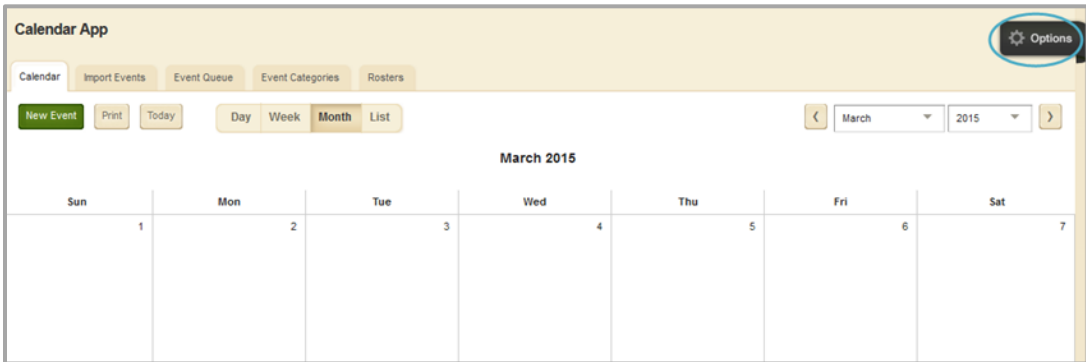 Calendar App
Options
Calendar Import Events Event Queue Event Categories Rosters
New Event Print Today Day Week Month List March 2015
March 2015
Sun Mon Tue Wed Thu Fri Sat
1 2 3 4 5 6 7